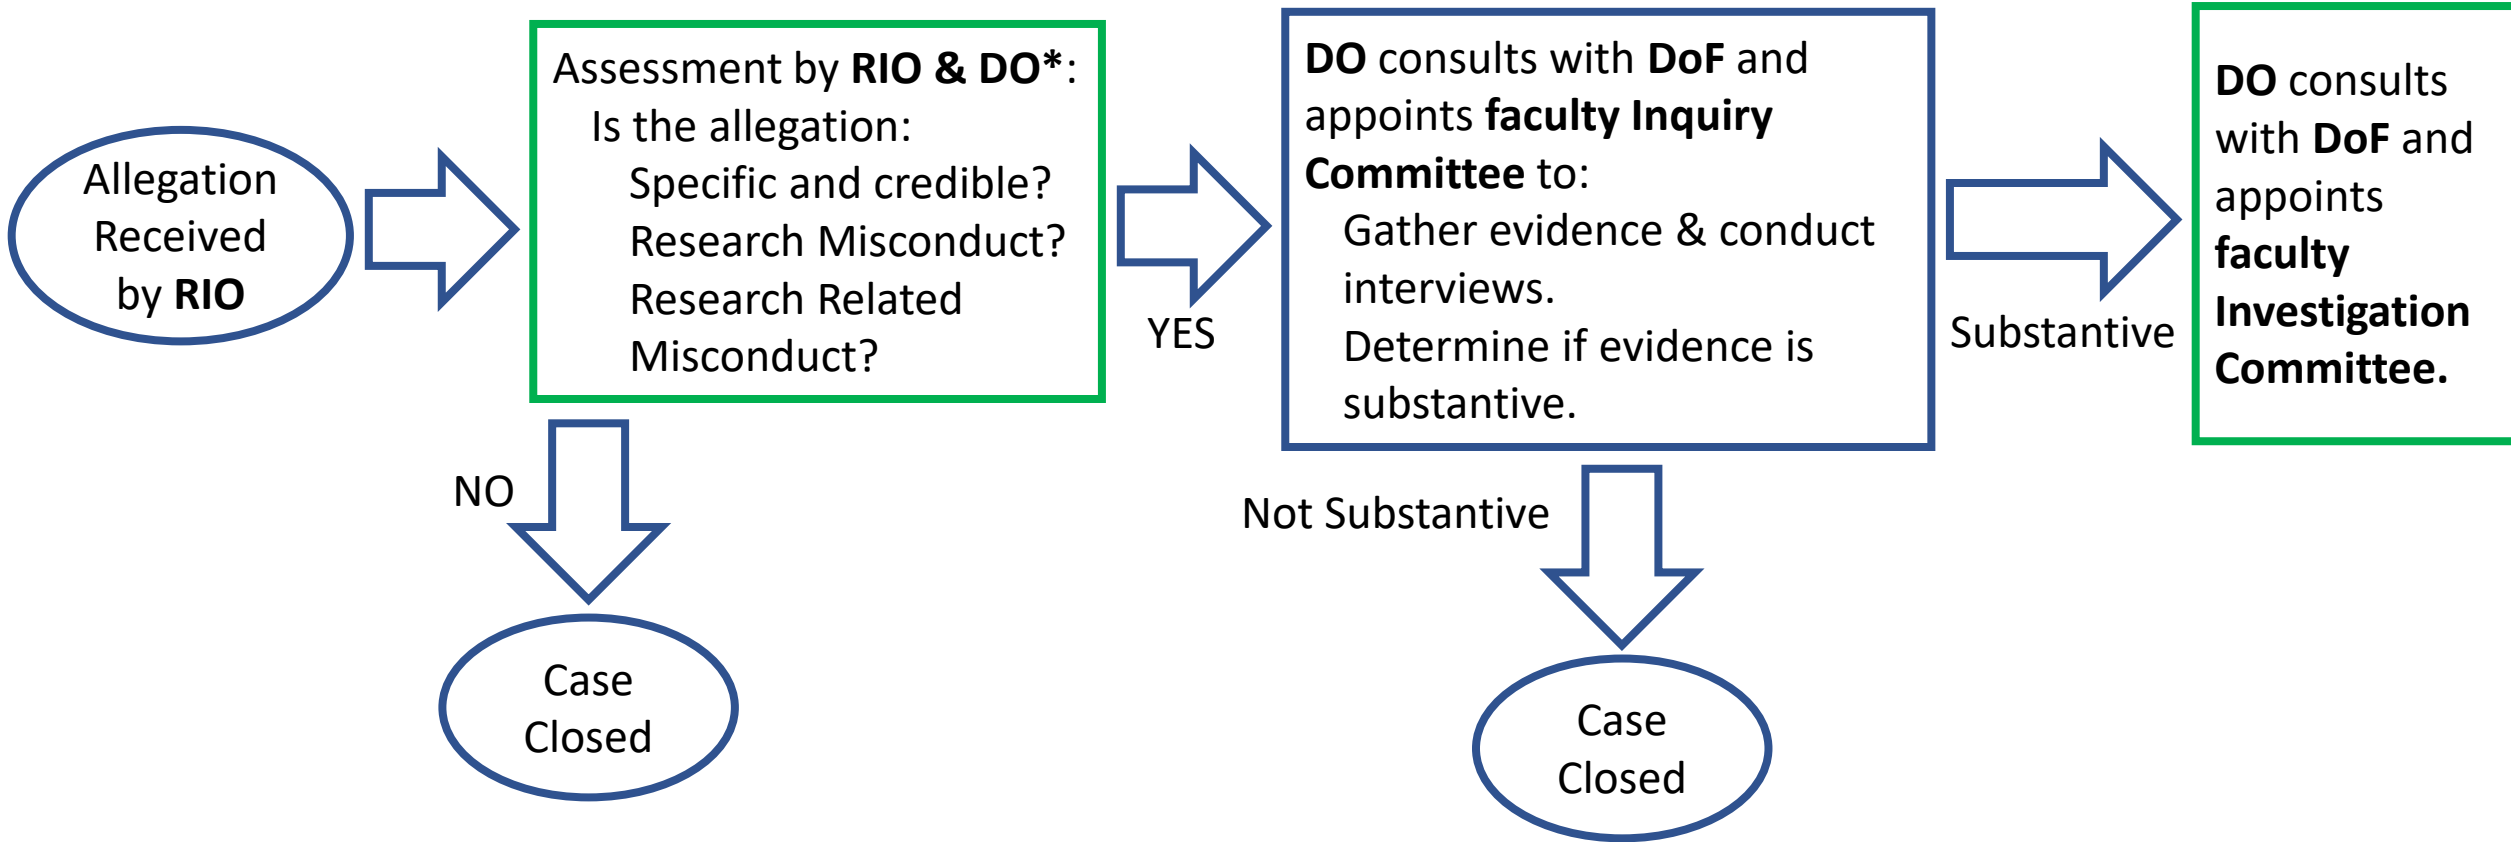 Allegation
Received
by RIO
Assessment by RIO & DO*:
Is the allegation:
Specific and credible?
Research Misconduct?
Research Related
Misconduct?
NO
Case
Closed
YES
DO consults with DoF and
appoints faculty Inquiry
Committee to:
Gather evidence & conduct
interviews.
Determine if evidence is
substantive.
Not Substantive
Case
Closed
Substantive
DO consults
with DoF and
appoints
faculty
Investigation
Committee.